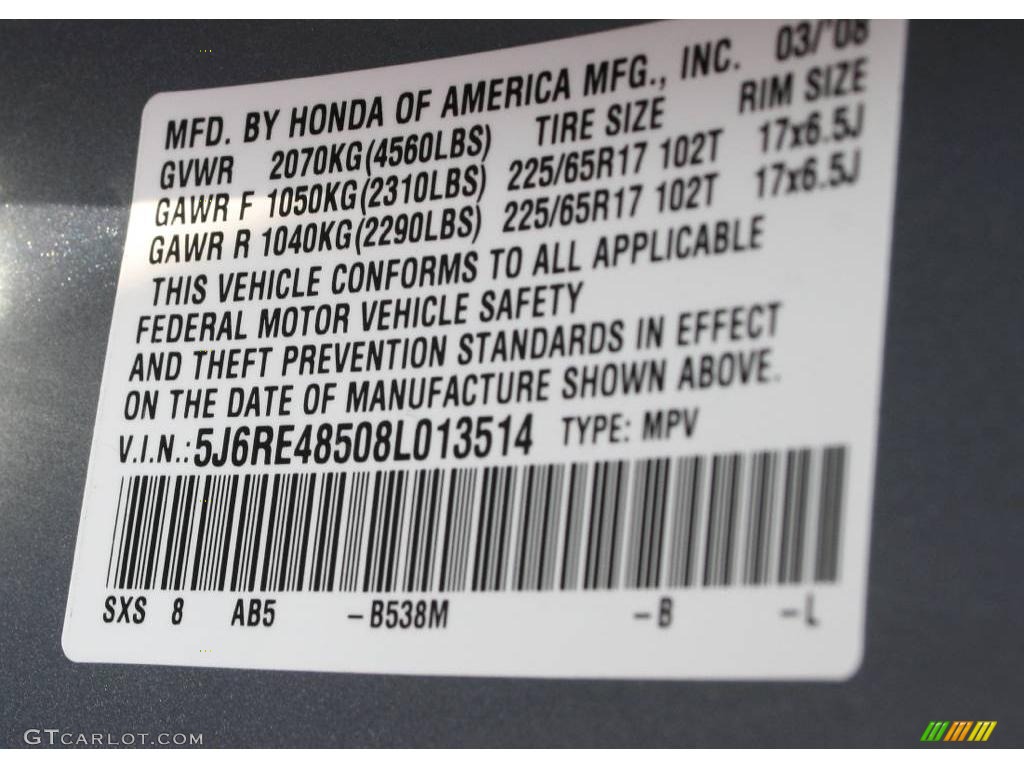 MFD. BY HONDA OF AMERICA MFG., INC. 03/'08
GVWR 2070KG(4560LBS) TIRE SIZE RIM SIZE
GAWR F 1050KG(2310LBS) 225/65R17 102T 17x6.5J
GAWR R 1040KG(2290LBS) 225/65R17 102T 17x6.5J
THIS VEHICLE CONFORMS TO ALL APPLICABLE
FEDERAL MOTOR VEHICLE SAFETY
AND THEFT PREVENTION STANDARDS IN EFFECT
ON THE DATE OF MANUFACTURE SHOWN ABOVE.
V.I.N.: 5J6RE48508L013514 TYPE: MPV
SXS 8 AB5 -B538M -B -L
GTCARLOT.COM